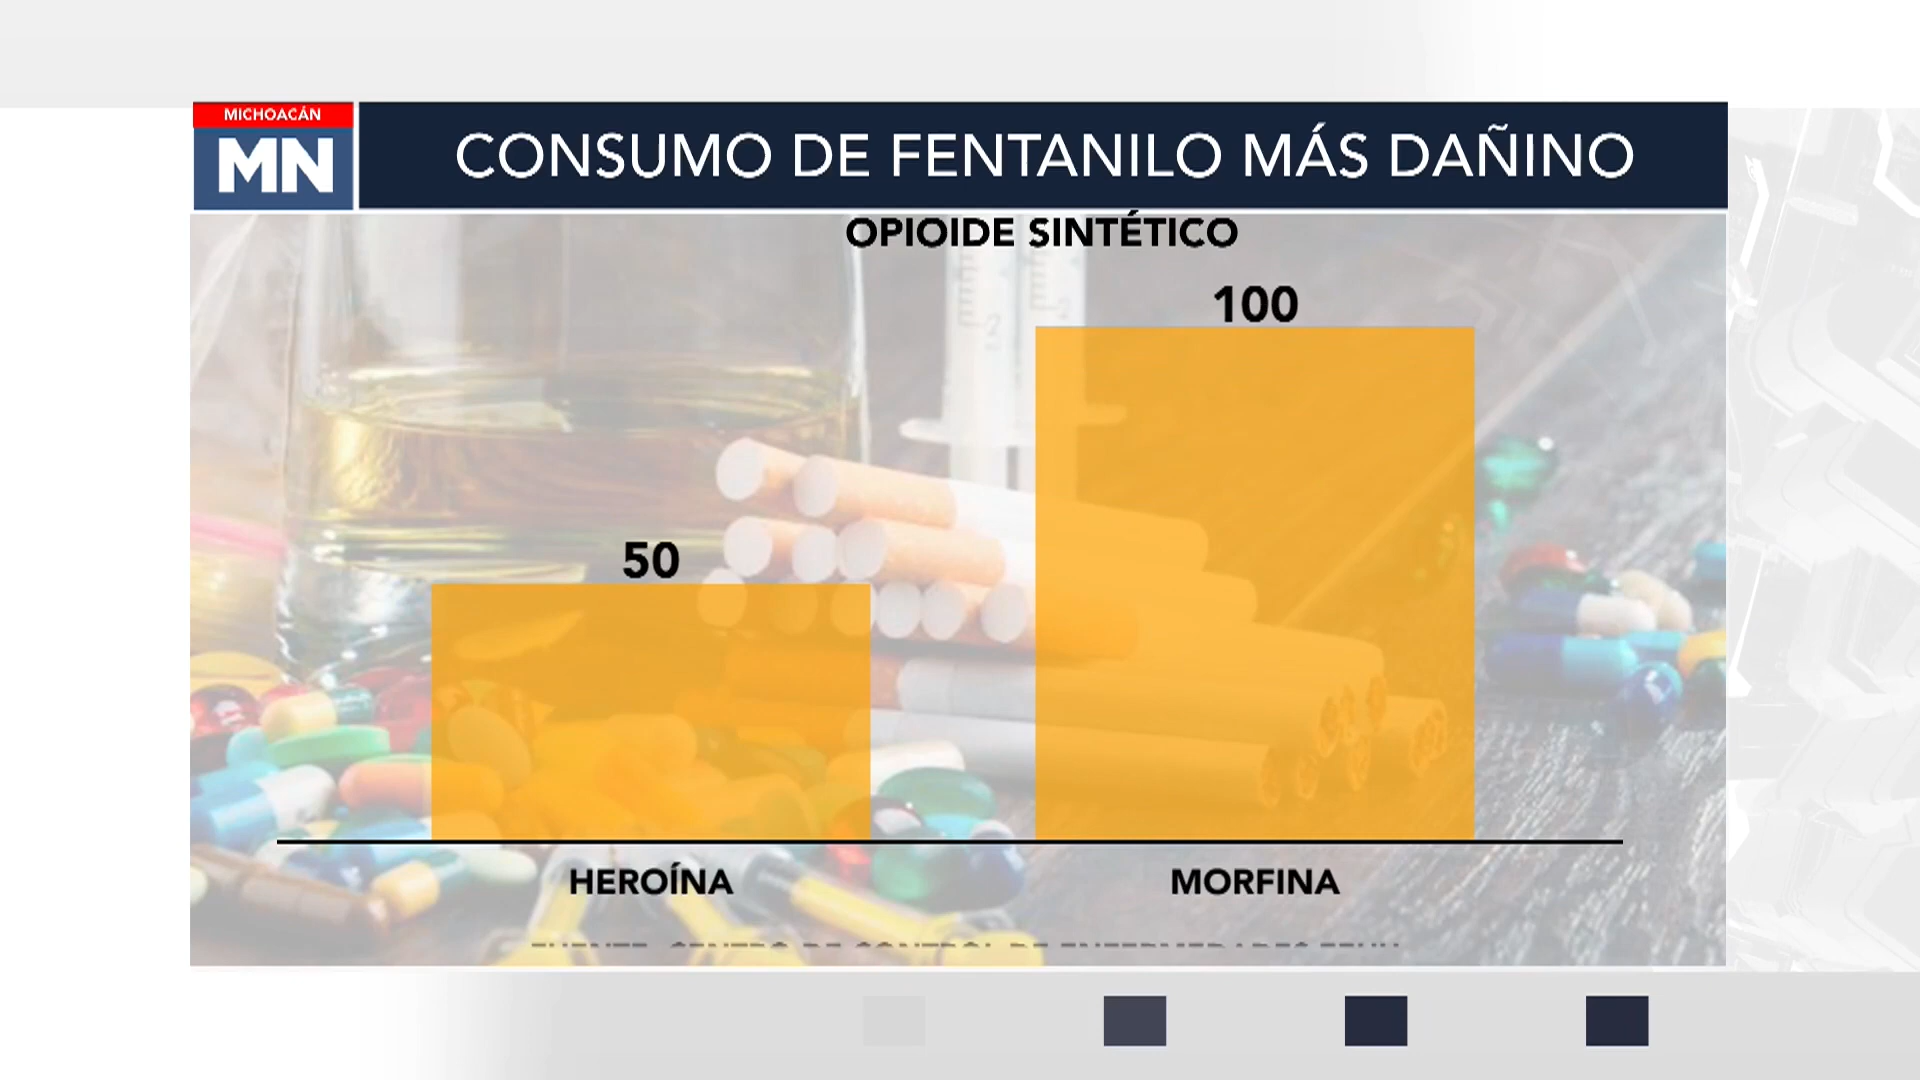 MICHOACÁN
MN
CONSUMO DE FENTANILO MÁS DAÑINO
OPIOIDE SINTÉTICO
100
50
HEROÍNA
MORFINA